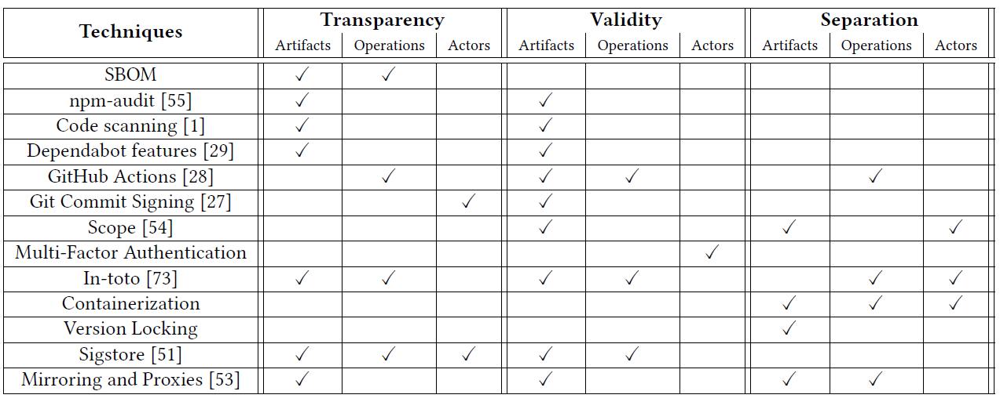 Techniques Transparency Validity Separation
Artifacts Operations Actors Artifacts Operations Actors Artifacts Operations Actors
SBOM ✓ ✓
npm-audit [55] ✓ ✓
Code scanning [1] ✓ ✓
Dependabot features [29] ✓ ✓
GitHub Actions [28] ✓ ✓ ✓ ✓
Git Commit Signing [27] ✓ ✓
Scope [54] ✓ ✓ ✓
Multi-Factor Authentication ✓
In-toto [73] ✓ ✓ ✓ ✓ ✓ ✓
Containerization ✓ ✓ ✓
Version Locking ✓
Sigstore [51] ✓ ✓ ✓ ✓ ✓
Mirroring and Proxies [53] ✓ ✓ ✓ ✓